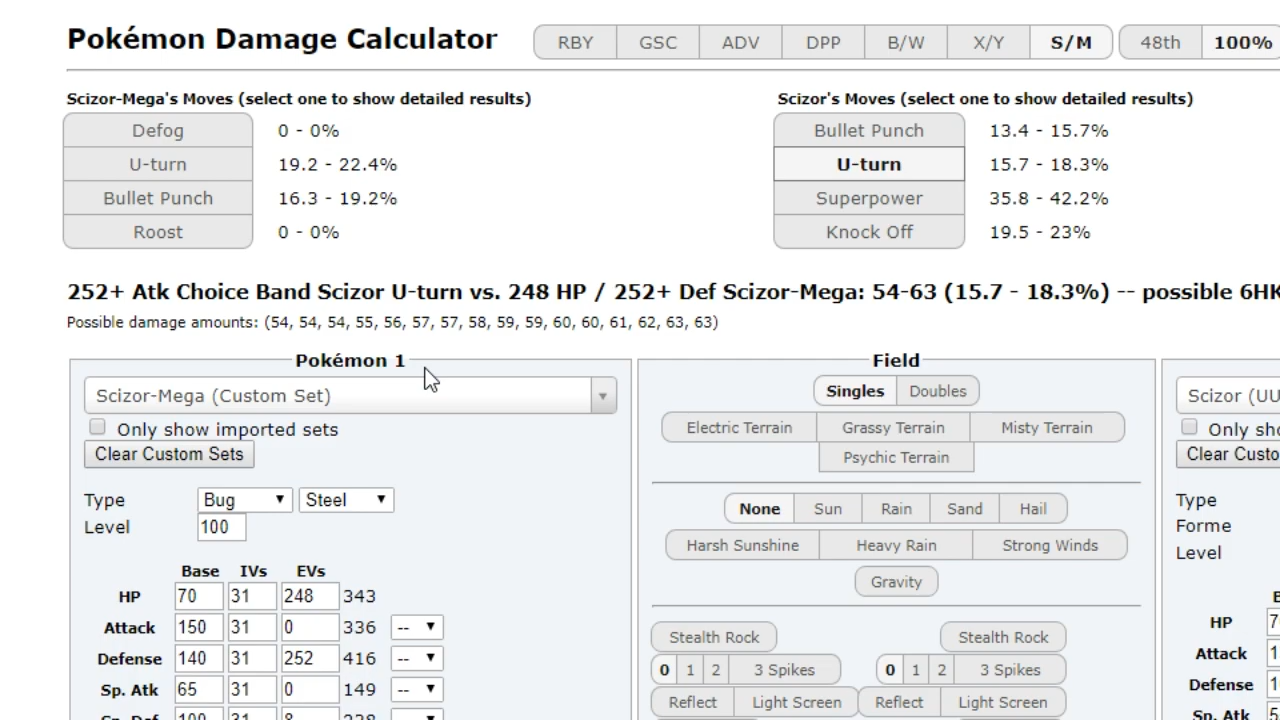 Pokémon Damage Calculator RBY GSC ADV DPP B/W X/Y S/M 48th 100%
Scizor-Mega's Moves (select one to show detailed results) Scizor's Moves (select one to show detailed results)
Defog 0 - 0% Bullet Punch 13.4 - 15.7%
U-turn 19.2 - 22.4% U-turn 15.7 - 18.3%
Bullet Punch 16.3 - 19.2% Superpower 35.8 - 42.2%
Roost 0 - 0% Knock Off 19.5 - 23%
252+ Atk Choice Band Scizor U-turn vs. 248 HP / 252+ Def Scizor-Mega: 54-63 (15.7 - 18.3%) -- possible 6HK
Possible damage amounts: (54, 54, 54, 55, 56, 57, 57, 58, 59, 59, 60, 60, 61, 62, 63, 63)
Pokémon 1
Scizor-Mega (Custom Set)
Only show imported sets
Clear Custom Sets
Type Bug Steel
Level 100
Base IVs EVs
HP 70 31 248 343
Attack 150 31 0 336 --
Defense 140 31 252 416 --
Sp. Atk 65 31 0 149 --
Field
Singles Doubles
Electric Terrain Grassy Terrain Misty Terrain
Psychic Terrain
None Sun Rain Sand Hail
Harsh Sunshine Heavy Rain Strong Winds
Gravity
Stealth Rock Stealth Rock
0 1 2 3 Spikes 0 1 2 3 Spikes
Reflect Light Screen Reflect Light Screen
Scizor (UU
Only sho
Clear Custo
Type
Forme
Level
HP
Attack
Defense
Sp. Atk